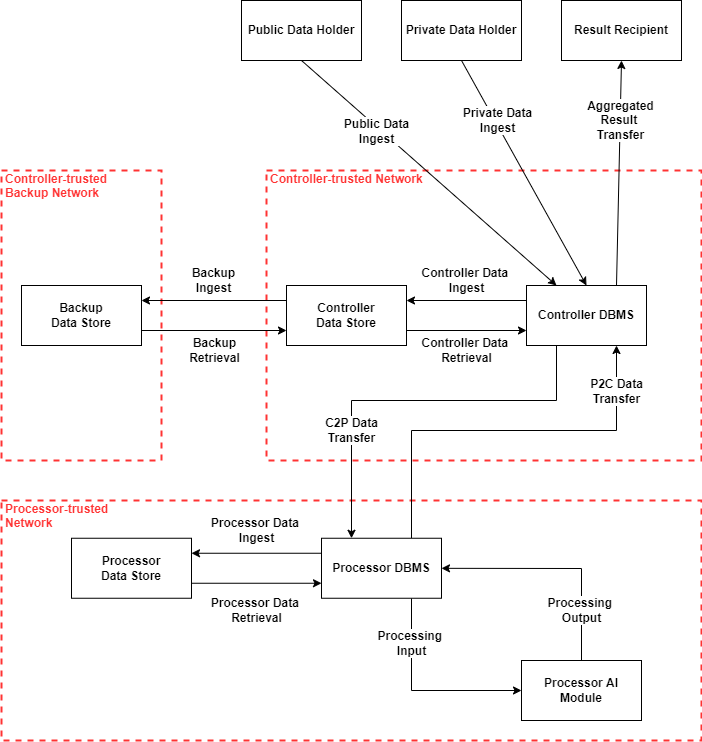 Public Data Holder
Private Data Holder
Result Recipient
Public Data
Ingest
Private Data
Ingest
Aggregated
Result
Transfer
Controller-trusted
Backup Network
Controller-trusted Network
Backup
Ingest
Controller Data
Ingest
Backup
Data Store
Controller
Data Store
Controller DBMS
Backup
Retrieval
Controller Data
Retrieval
P2C Data
Transfer
C2P Data
Transfer
Processor-trusted
Network
Processor Data
Ingest
Processor
Data Store
Processor DBMS
Processor Data
Retrieval
Processing
Output
Processing
Input
Processor AI
Module